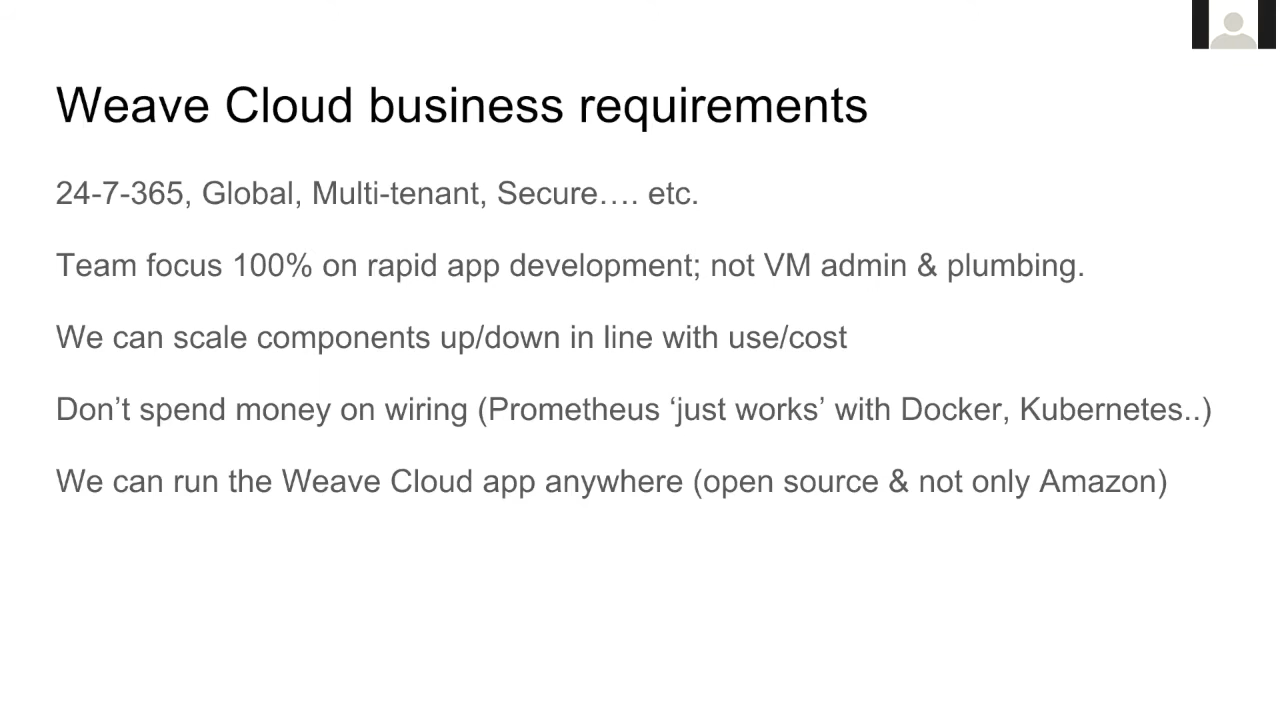 Weave Cloud business requirements
24-7-365, Global, Multi-tenant, Secure…. etc.
Team focus 100% on rapid app development; not VM admin & plumbing.
We can scale components up/down in line with use/cost
Don’t spend money on wiring (Prometheus ‘just works’ with Docker, Kubernetes..)
We can run the Weave Cloud app anywhere (open source & not only Amazon)